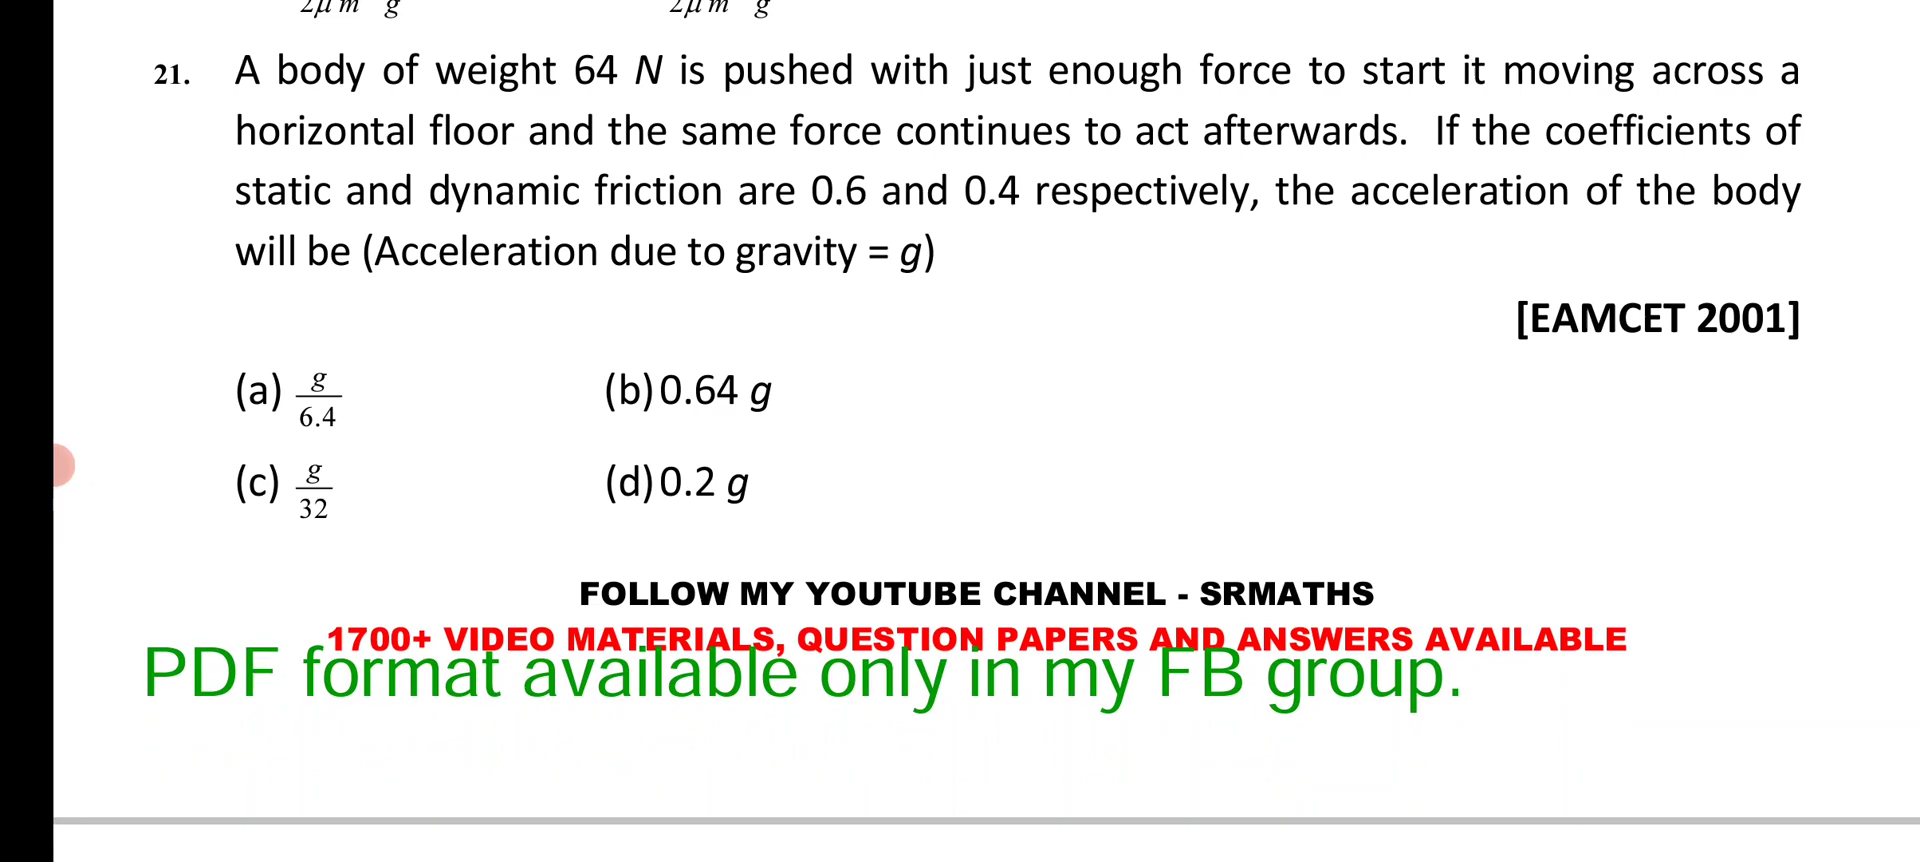 2μ m g 2μ m g
21. A body of weight 64 N is pushed with just enough force to start it moving across a
horizontal floor and the same force continues to act afterwards. If the coefficients of
static and dynamic friction are 0.6 and 0.4 respectively, the acceleration of the body
will be (Acceleration due to gravity = g)
[EAMCET 2001]
(a) g/6.4 (b) 0.64 g
(c) g/32 (d) 0.2 g
FOLLOW MY YOUTUBE CHANNEL - SRMATHS
1700+ VIDEO MATERIALS, QUESTION PAPERS AND ANSWERS AVAILABLE
PDF format available only in my FB group.